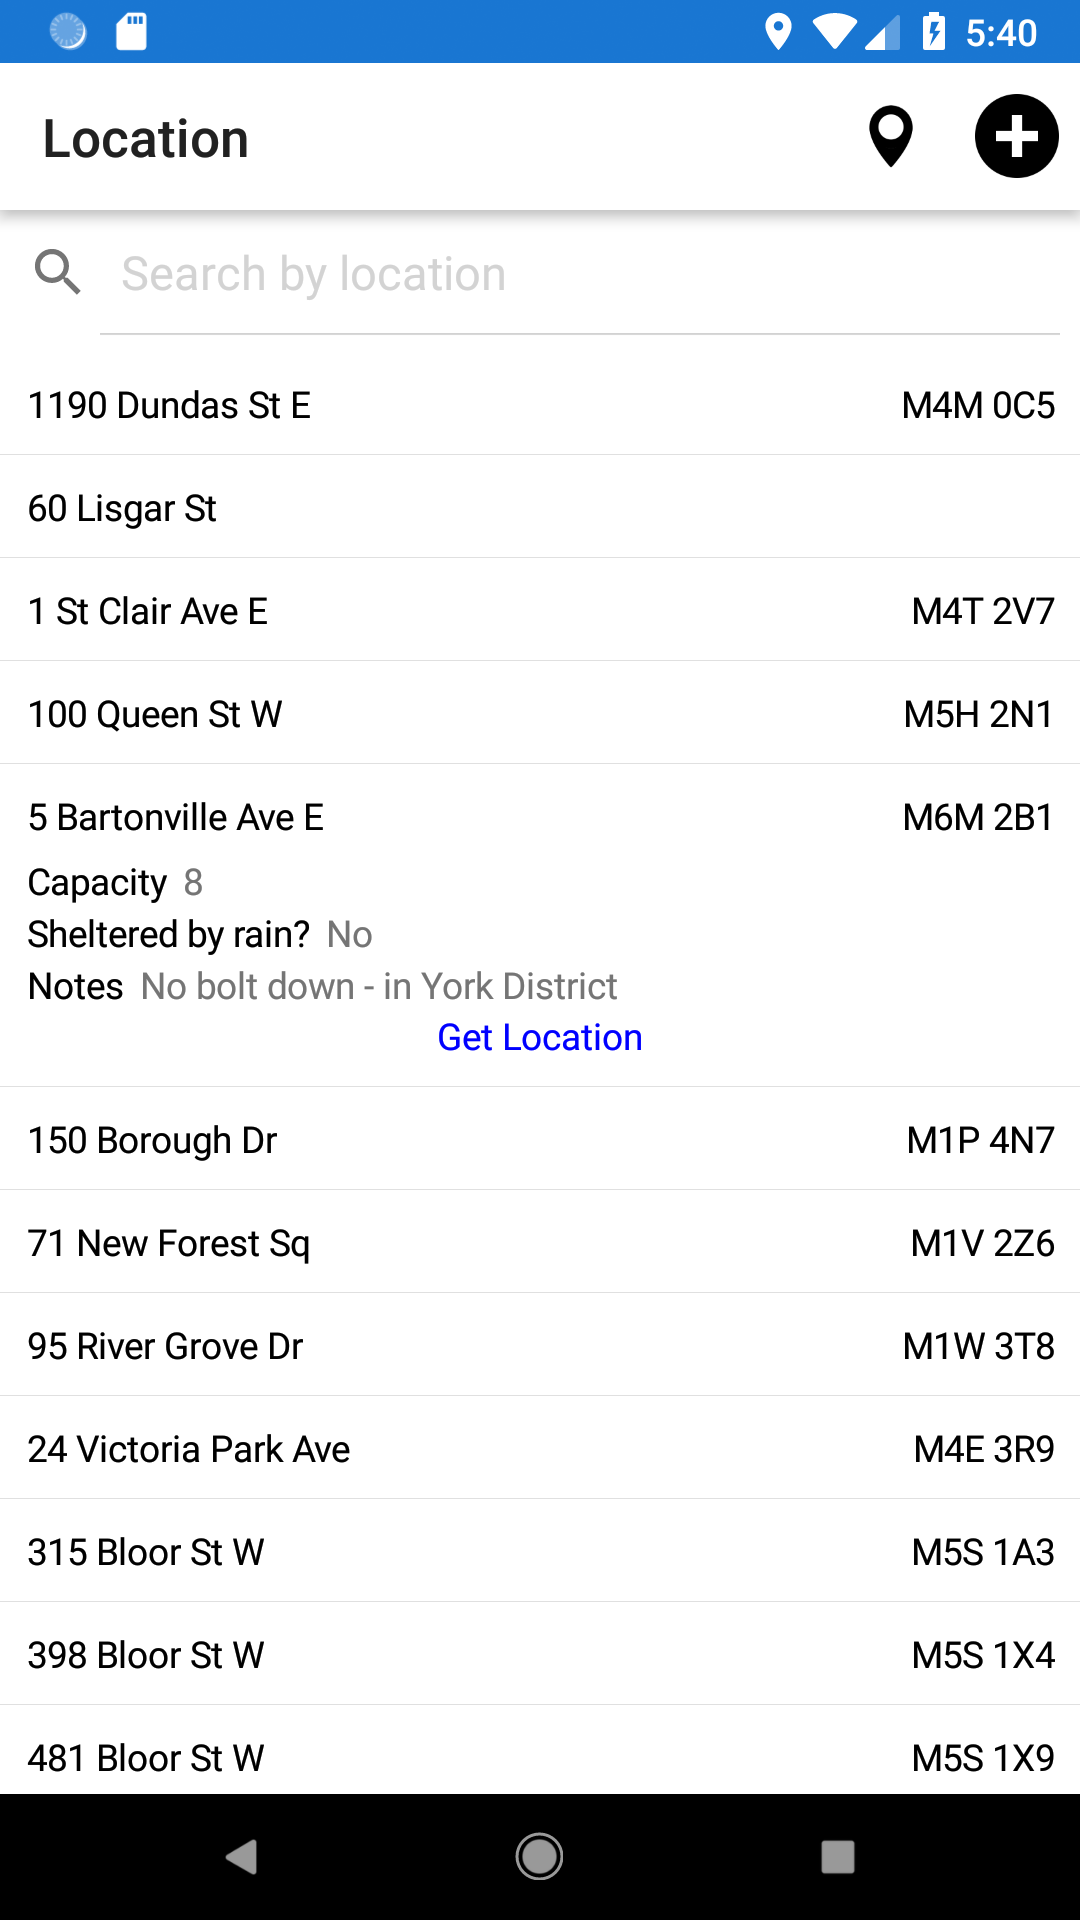 5:40
Location
Search by location
1190 Dundas St E M4M 0C5
60 Lisgar St
1 St Clair Ave E M4T 2V7
100 Queen St W M5H 2N1
5 Bartonville Ave E M6M 2B1
Capacity 8
Sheltered by rain? No
Notes No bolt down - in York District
Get Location
150 Borough Dr M1P 4N7
71 New Forest Sq M1V 2Z6
95 River Grove Dr M1W 3T8
24 Victoria Park Ave M4E 3R9
315 Bloor St W M5S 1A3
398 Bloor St W M5S 1X4
481 Bloor St W M5S 1X9